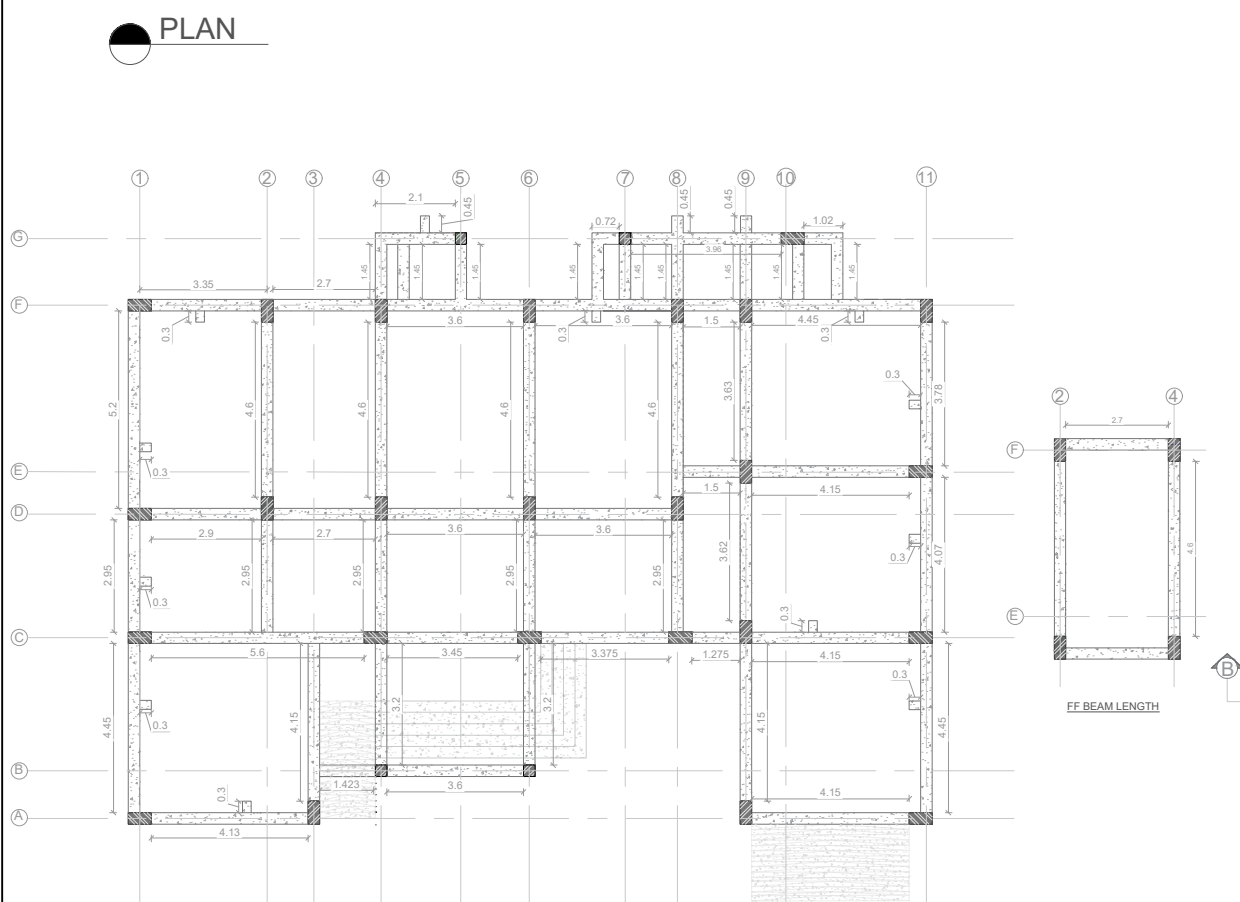 PLAN
1 2 3 4 5 6 7 8 9 10 11
2.1 0.45 0.45 0.45
G 0.72 1.02
3.96
1.45 1.45 1.45 1.45 1.45 1.45 1.45 1.45 1.45
3.35 2.7
F
0.3 3.6 0.3 3.6 1.5 0.3 4.45
2 4
0.3
5.2 4.6 4.6 4.6 4.6 3.63 3.78
2.7
F
E 0.3
1.5 4.15
D
2.9 2.7 3.6 3.6
4.6
2.95 2.95 2.95 2.95 2.95 3.62 0.3 4.07
0.3 0.3
E
C
5.6 3.45 3.375 1.275 4.15
0.3
B
4.45 0.3 4.15 3.2 3.2 4.15 4.45
FF BEAM LENGTH
B
0.3 1.423 3.6 4.15
A
4.13